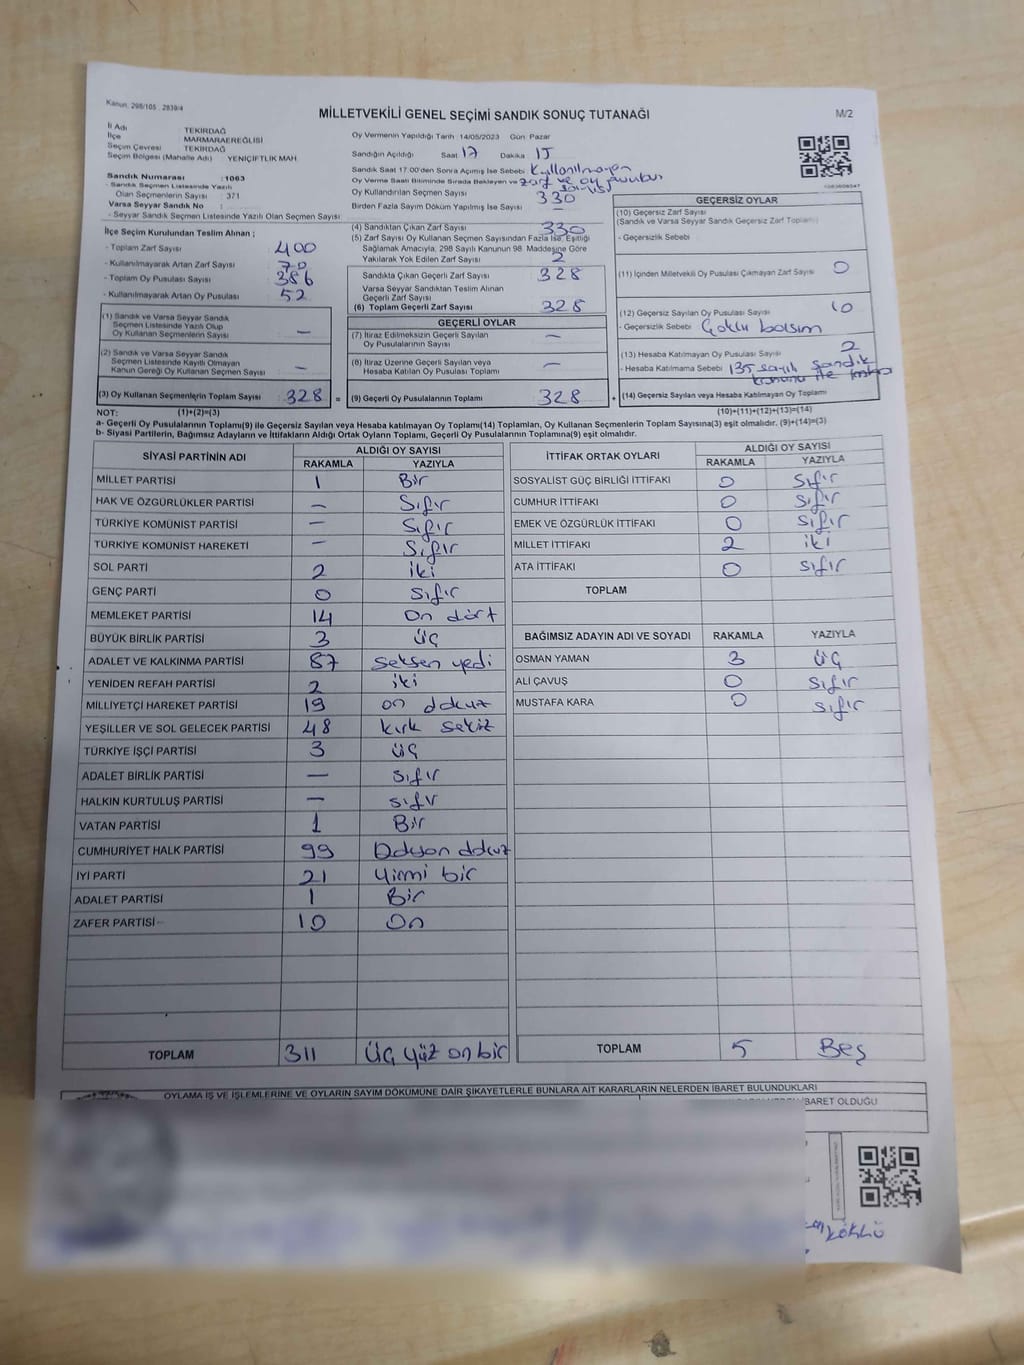 Kanun: 298/105 2839/4
MİLLETVEKİLİ GENEL SEÇİMİ SANDIK SONUÇ TUTANAĞI
M/2
İl Adı TEKİRDAĞ
İlçe MARMARAEREĞLİSİ
Seçim Çevresi TEKİRDAĞ
Seçim Bölgesi (Mahalle Adı) YENİÇİFTLİK MAH.
Sandık Numarası : 1063
- Sandık Seçmen Listesinde Yazılı
Olan Seçmenlerin Sayısı : 371
Varsa Seyyar Sandık No :
- Seyyar Sandık Seçmen Listesinde Yazılı Olan Seçmen Sayısı:
İlçe Seçim Kurulundan Teslim Alınan ;
- Toplam Zarf Sayısı 400
- Kullanılmayarak Artan Zarf Sayısı 70
- Toplam Oy Pusulası Sayısı 386
- Kullanılmayarak Artan Oy Pusulası 52
(1) Sandık ve Varsa Seyyar Sandık
Seçmen Listesinde Yazılı Olup
Oy Kullanan Seçmenlerin Sayısı —
(2) Sandık ve Varsa Seyyar Sandık
Seçmen Listesinde Kayıtlı Olmayan
Kanun Gereği Oy Kullanan Seçmen Sayısı —
(3) Oy Kullanan Seçmenlerin Toplam Sayısı 328 =
Oy Vermenin Yapıldığı Tarih 14/05/2023 Gün Pazar
Sandığın Açıldığı Saat 17 Dakika 15
Sandık Saat 17.00'den Sonra Açılmış İse Sebebi Kullanılmayan
Oy Verme Saati Bitiminde Sırada Bekleyen ve zarf ve oy
sayısı
Oy Kullandırılan Seçmen Sayısı 330
Birden Fazla Sayım Döküm Yapılmış İse Sayısı —
(4) Sandıktan Çıkan Zarf Sayısı 330
(5) Zarf Sayısı Oy Kullanan Seçmen Sayısından Fazla İse, Eşitliği
Sağlamak Amacıyla, 298 Sayılı Kanunun 98. Maddesine Göre
Yakılarak Yok Edilen Zarf Sayısı 2
Sandıkta Çıkan Geçerli Zarf Sayısı 328
Varsa Seyyar Sandıktan Teslim Alınan
Geçerli Zarf Sayısı
(6) Toplam Geçerli Zarf Sayısı 328
GEÇERLİ OYLAR
(7) İtiraz Edilmeksizin Geçerli Sayılan
Oy Pusulalarının Sayısı —
(8) İtiraz Üzerine Geçerli Sayılan veya
Hesaba Katılan Oy Pusulası Toplamı —
(9) Geçerli Oy Pusulalarının Toplamı 328 +
GEÇERSİZ OYLAR
(10) Geçersiz Zarf Sayısı
(Sandık ve Varsa Seyyar Sandık Geçersiz Zarf Toplamı)
- Geçersizlik Sebebi
(11) İçinden Milletvekili Oy Pusulası Çıkmayan Zarf Sayısı 0
(12) Geçersiz Sayılan Oy Pusulası Sayısı 10
- Geçersizlik Sebebi Çoklu basım
(13) Hesaba Katılmayan Oy Pusulası Sayısı 2
- Hesaba Katılmama Sebebi 135 sayılı Sandık
kanunu ile
(14) Geçersiz Sayılan veya Hesaba Katılmayan Oy Toplamı
NOT: (1)+(2)=(3) (10)+(11)+(12)+(13)=(14)
a- Geçerli Oy Pusulalarının Toplamı(9) ile Geçersiz Sayılan veya Hesaba katılmayan Oy Toplamı(14) Toplamları, Oy Kullanan Seçmenlerin Toplam Sayısına(3) eşit olmalıdır. (9)+(14)=(3)
b- Siyasi Partilerin, Bağımsız Adayların ve İttifakların Aldığı Ortak Oyların Toplamı, Geçerli Oy Pusulalarının Toplamına(9) eşit olmalıdır.
SİYASİ PARTİNİN ADI ALDIĞI OY SAYISI
RAKAMLA YAZIYLA
MİLLET PARTİSİ 1 Bir
HAK VE ÖZGÜRLÜKLER PARTİSİ — Sıfır
TÜRKİYE KOMÜNİST PARTİSİ — Sıfır
TÜRKİYE KOMÜNİST HAREKETİ — Sıfır
SOL PARTİ 2 iki
GENÇ PARTİ 0 Sıfır
MEMLEKET PARTİSİ 14 On dört
BÜYÜK BİRLİK PARTİSİ 3 üç
ADALET VE KALKINMA PARTİSİ 87 Seksen yedi
YENİDEN REFAH PARTİSİ 2 iki
MİLLİYETÇİ HAREKET PARTİSİ 19 on dokuz
YEŞİLLER VE SOL GELECEK PARTİSİ 48 kırk sekiz
TÜRKİYE İŞÇİ PARTİSİ 3 üç
ADALET BİRLİK PARTİSİ — sıfır
HALKIN KURTULUŞ PARTİSİ — sıfır
VATAN PARTİSİ 1 Bir
CUMHURİYET HALK PARTİSİ 99 Doksan dokuz
İYİ PARTİ 21 Yirmi bir
ADALET PARTİSİ 1 Bir
ZAFER PARTİSİ 10 On
TOPLAM 311 Üç yüz on bir
İTTİFAK ORTAK OYLARI ALDIĞI OY SAYISI
RAKAMLA YAZIYLA
SOSYALİST GÜÇ BİRLİĞİ İTTİFAKI 0 Sıfır
CUMHUR İTTİFAKI 0 Sıfır
EMEK VE ÖZGÜRLÜK İTTİFAKI 0 Sıfır
MİLLET İTTİFAKI 2 iki
ATA İTTİFAKI 0 sıfır
TOPLAM
BAĞIMSIZ ADAYIN ADI VE SOYADI RAKAMLA YAZIYLA
OSMAN YAMAN 3 Üç
ALİ ÇAVUŞ 0 sıfır
MUSTAFA KARA 0 sıfır
TOPLAM 5 Beş
OYLAMA İŞ VE İŞLEMLERİNE VE OYLARIN SAYIM DÖKÜMÜNE DAİR ŞİKAYETLERLE BUNLARA AİT KARARLARIN NELERDEN İBARET BULUNDUKLARI
İBARET OLDUĞU